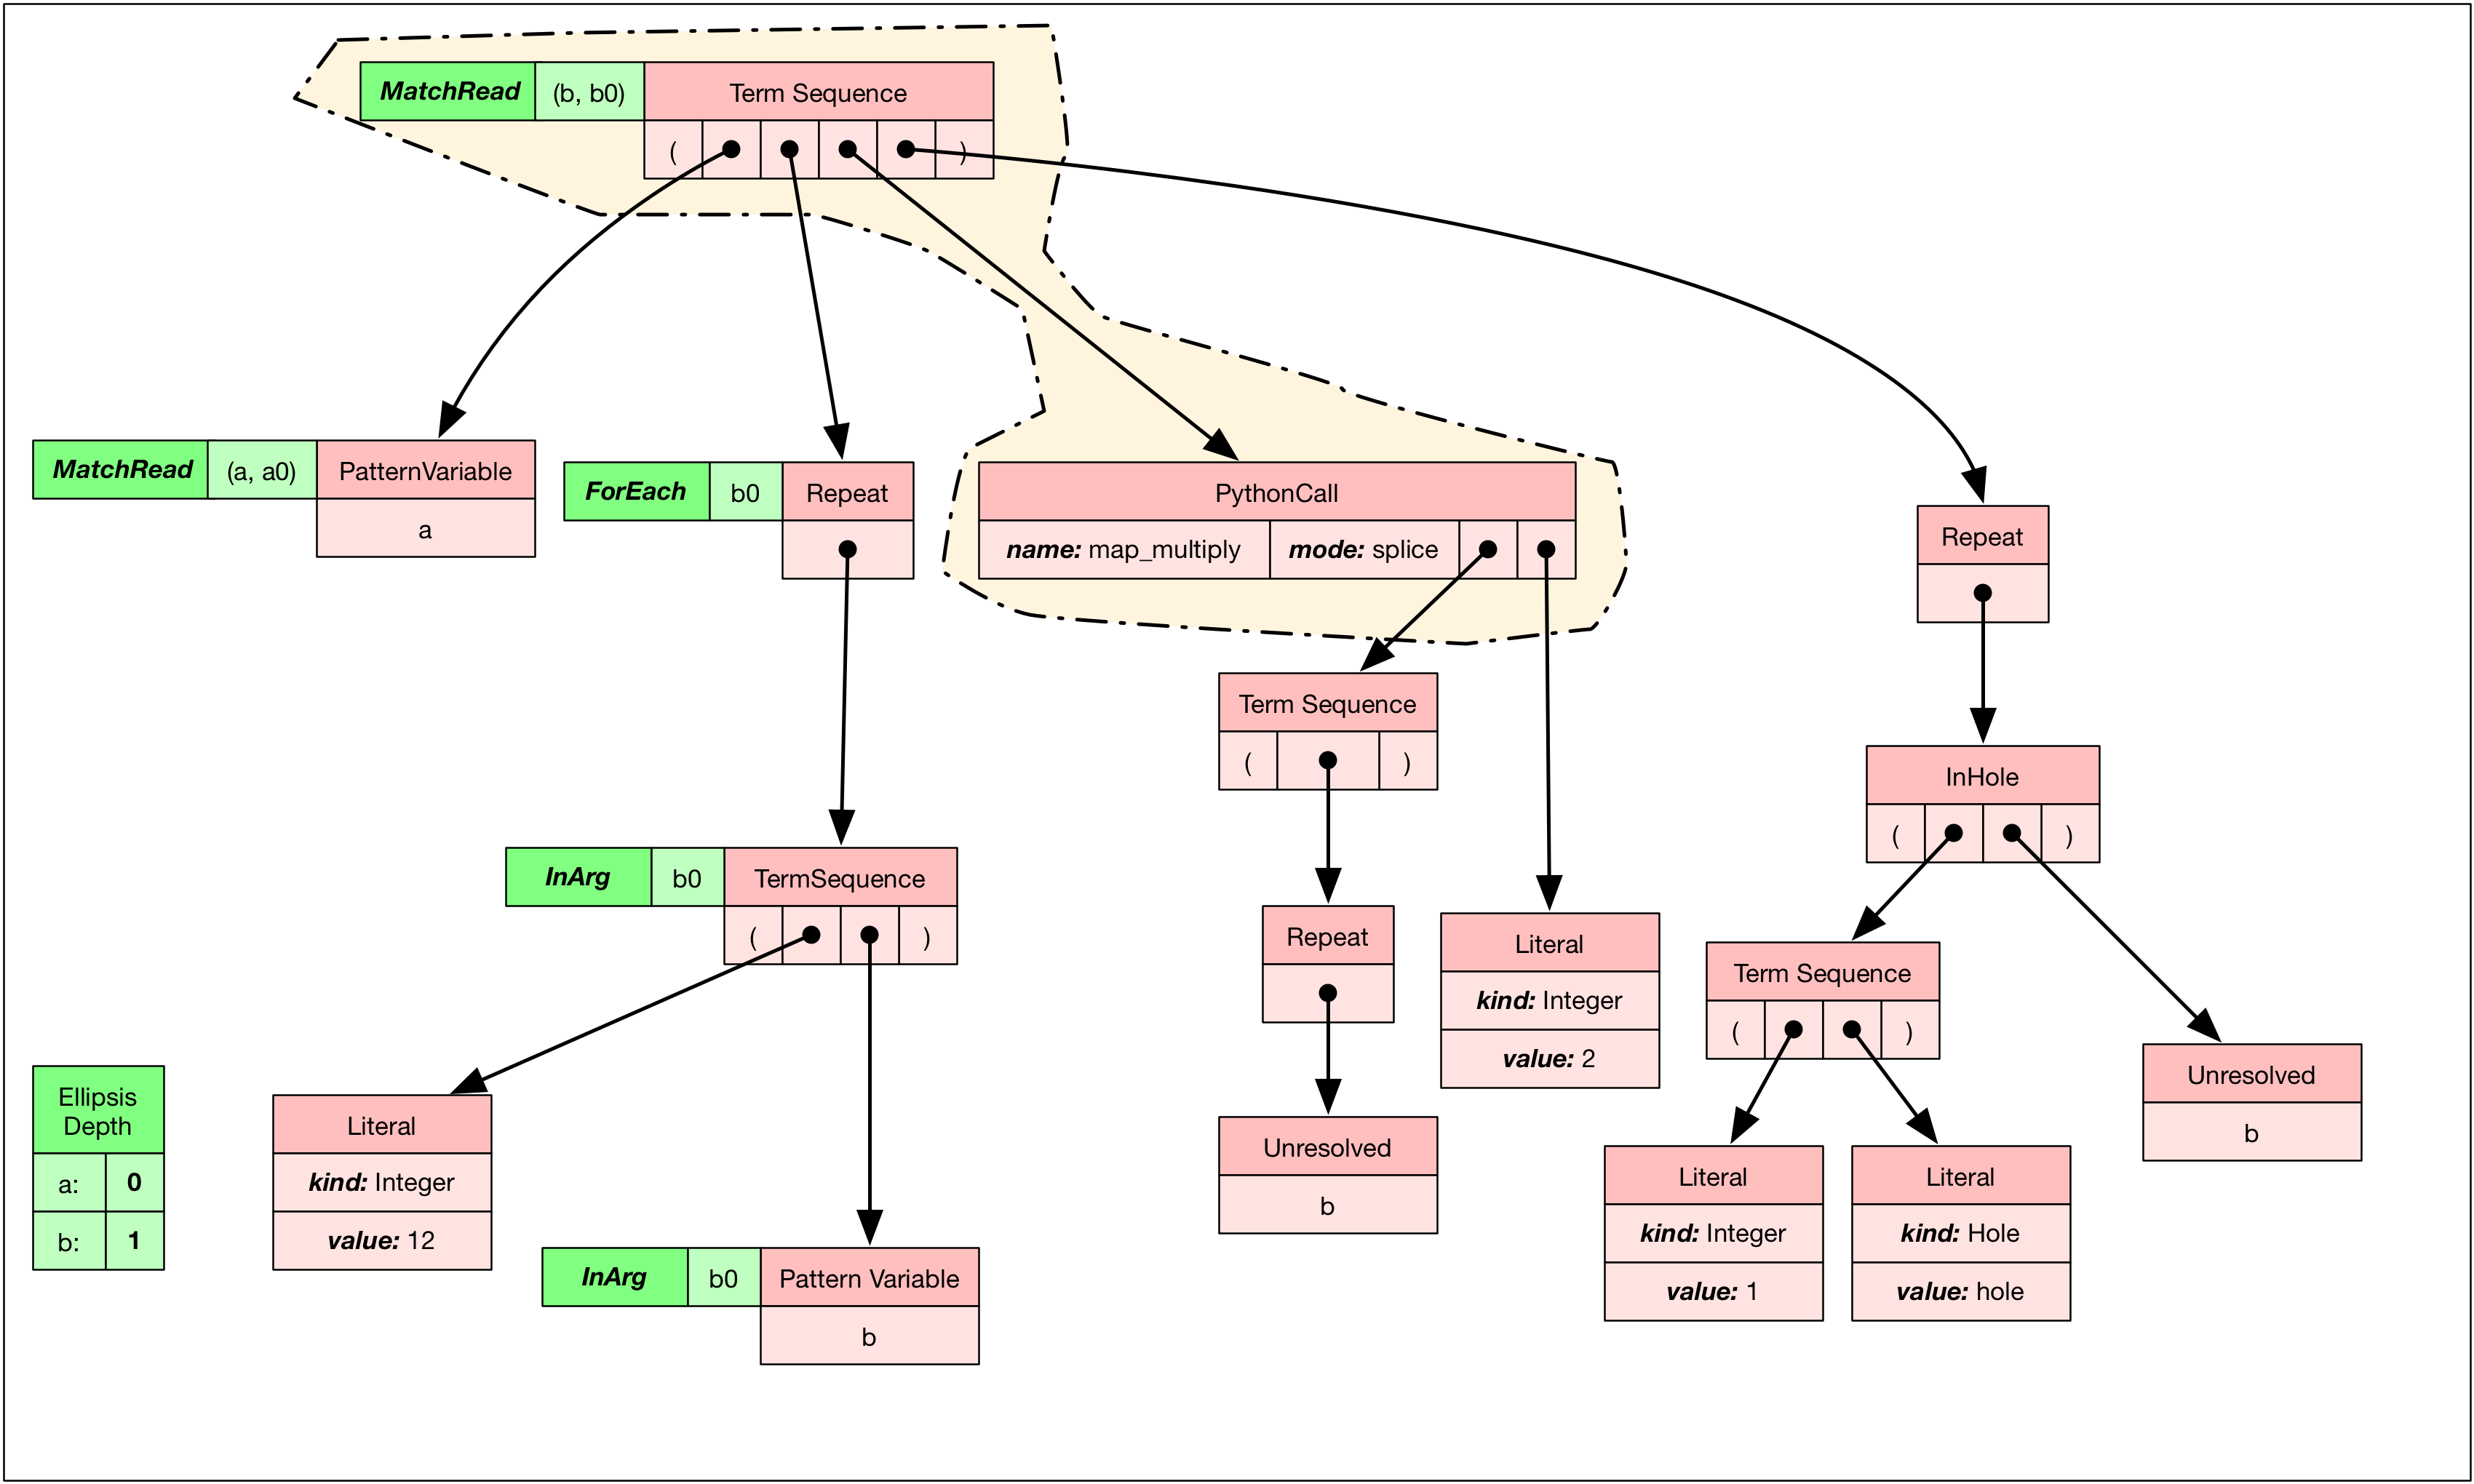 MatchRead (b, b0) Term Sequence
( )
MatchRead (a, a0) PatternVariable
a
ForEach b0 Repeat
PythonCall
name: map_multiply mode: splice
Repeat
Term Sequence
( )
InHole
( )
InArg b0 TermSequence
( )
Repeat
Literal
kind: Integer
value: 2
Term Sequence
( )
Unresolved
b
Ellipsis
Depth
a: 0
b: 1
Literal
kind: Integer
value: 12
Unresolved
b
Literal
kind: Integer
value: 1
Literal
kind: Hole
value: hole
InArg b0 Pattern Variable
b